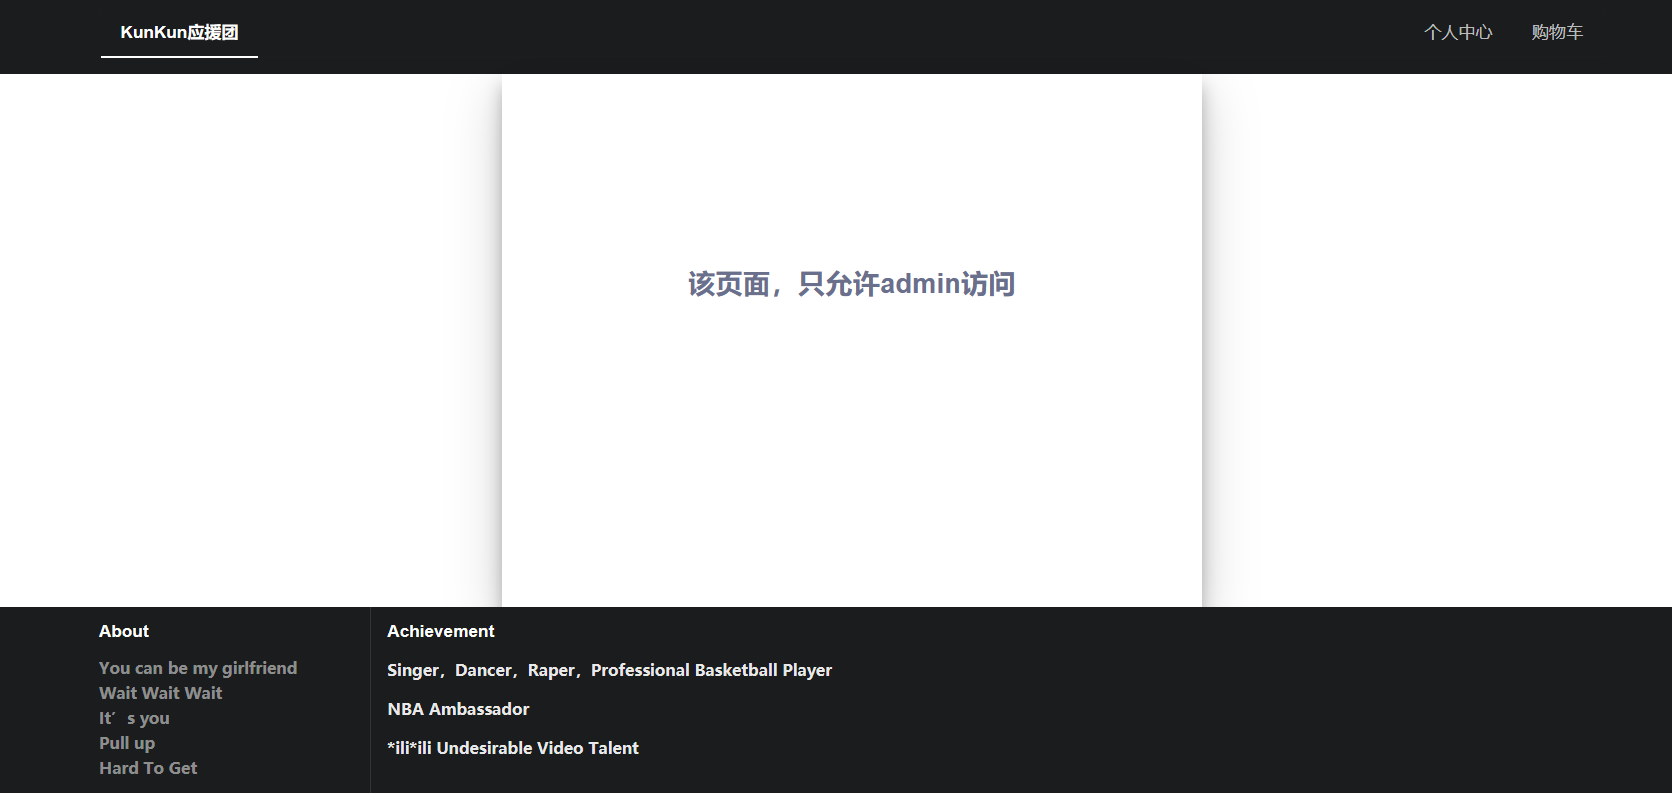 KunKun应援团
个人中心
购物车
该页面，只允许admin访问
About
You can be my girlfriend
Wait Wait Wait
It´s you
Pull up
Hard To Get
Achievement
Singer，Dancer，Raper，Professional Basketball Player
NBA Ambassador
*ili*ili Undesirable Video Talent